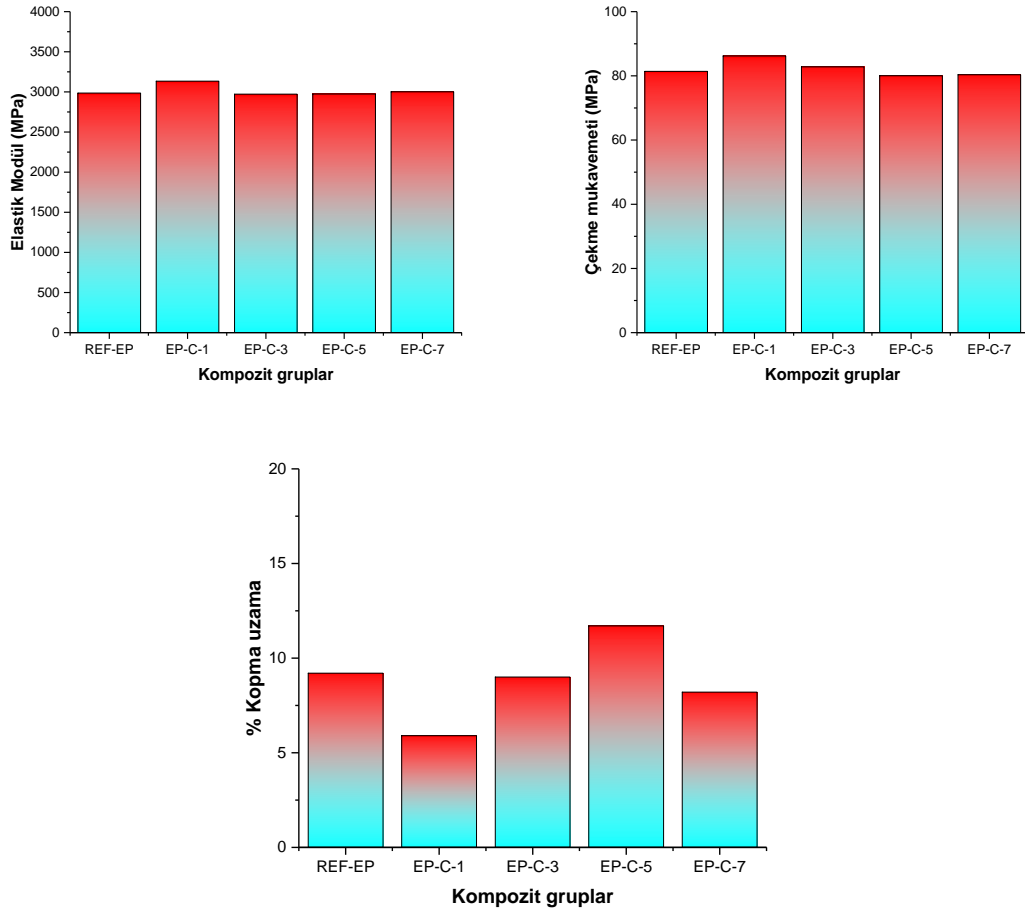 Elastik Modül (MPa)
4000
3500
3000
2500
2000
1500
1000
500
0
REF-EP EP-C-1 EP-C-3 EP-C-5 EP-C-7
Kompozit gruplar
Çekme mukavemeti (MPa)
100
80
60
40
20
0
REF-EP EP-C-1 EP-C-3 EP-C-5 EP-C-7
Kompozit gruplar
% Kopma uzama
20
15
10
5
0
REF-EP EP-C-1 EP-C-3 EP-C-5 EP-C-7
Kompozit gruplar